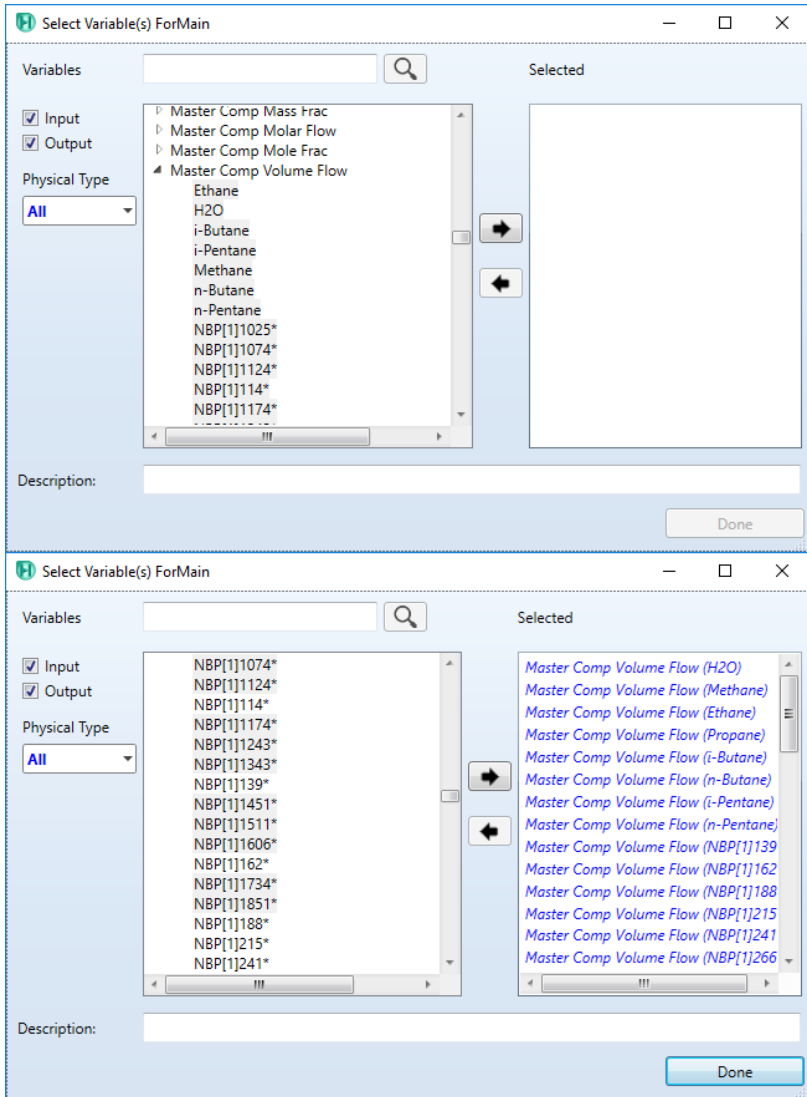 Select Variable(s) ForMain
Variables
Selected
Input
Output
Physical Type
All
Master Comp Mass Frac
Master Comp Molar Flow
Master Comp Mole Frac
Master Comp Volume Flow
Ethane
H2O
i-Butane
i-Pentane
Methane
n-Butane
n-Pentane
NBP[1]1025*
NBP[1]1074*
NBP[1]1124*
NBP[1]114*
NBP[1]1174*
Description:
Done
Select Variable(s) ForMain
Variables
Selected
Input
Output
Physical Type
All
NBP[1]1074*
NBP[1]1124*
NBP[1]114*
NBP[1]1174*
NBP[1]1243*
NBP[1]1343*
NBP[1]139*
NBP[1]1451*
NBP[1]1511*
NBP[1]1606*
NBP[1]162*
NBP[1]1734*
NBP[1]1851*
NBP[1]188*
NBP[1]215*
NBP[1]241*
Master Comp Volume Flow (H2O)
Master Comp Volume Flow (Methane)
Master Comp Volume Flow (Ethane)
Master Comp Volume Flow (Propane)
Master Comp Volume Flow (i-Butane)
Master Comp Volume Flow (n-Butane)
Master Comp Volume Flow (i-Pentane)
Master Comp Volume Flow (n-Pentane)
Master Comp Volume Flow (NBP[1]139
Master Comp Volume Flow (NBP[1]162
Master Comp Volume Flow (NBP[1]188
Master Comp Volume Flow (NBP[1]215
Master Comp Volume Flow (NBP[1]241
Master Comp Volume Flow (NBP[1]266
Description:
Done